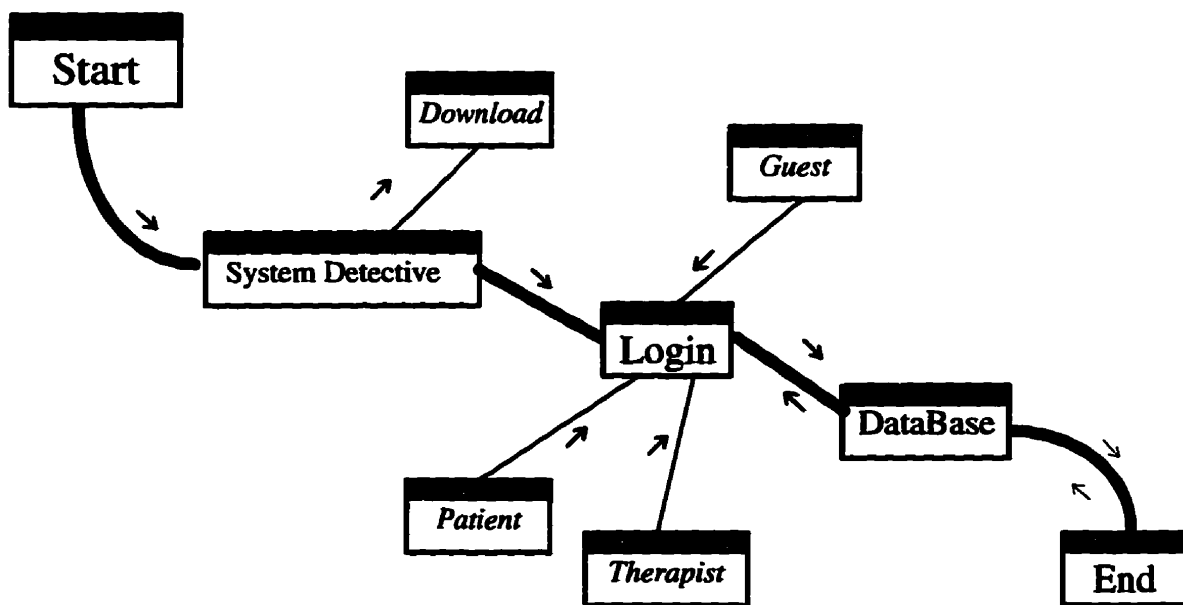 Start
Download
Guest
System Detective
Login
DataBase
Patient
Therapist
End